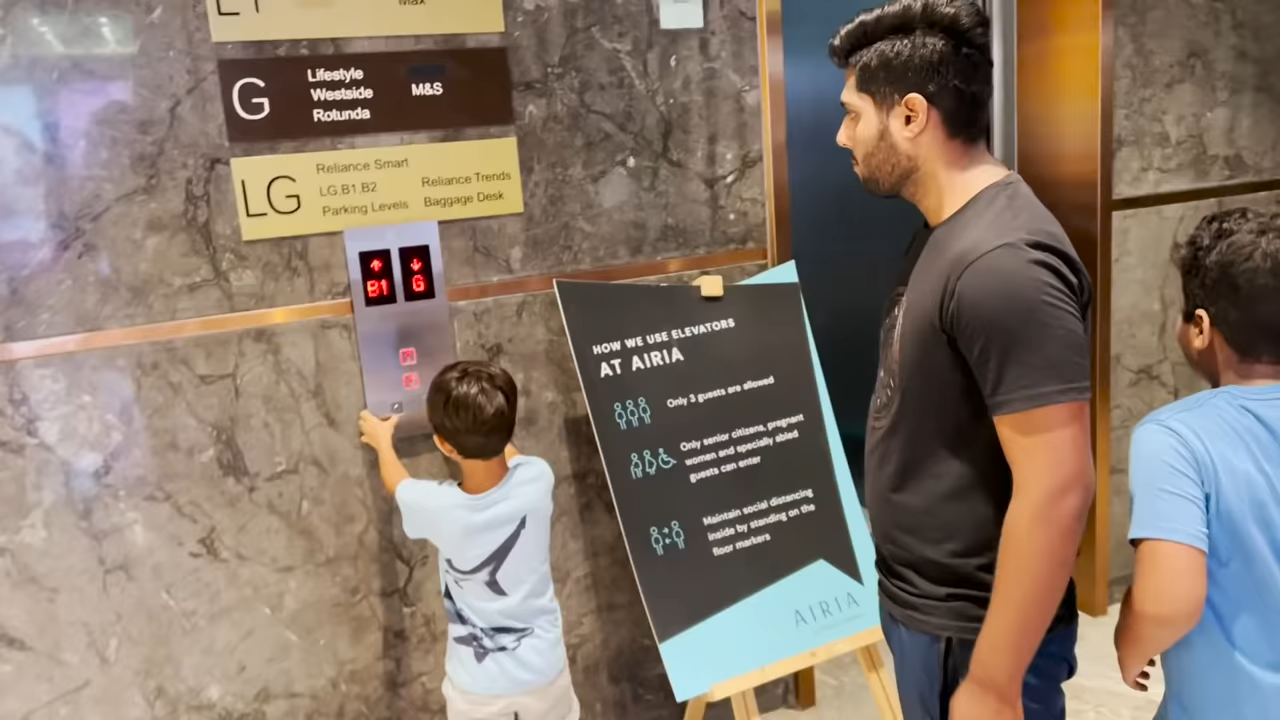 Max
G
Lifestyle
Westside
Rotunda
M&S
LG
Reliance Smart
LG,B1,B2
Parking Levels
Reliance Trends
Baggage Desk
B1
G
HOW WE USE ELEVATORS
AT AIRIA
Only 3 guests are allowed
Only senior citizens, pregnant
women and specially abled
guests can enter
Maintain social distancing
inside by standing on the
floor markers
AIRIA